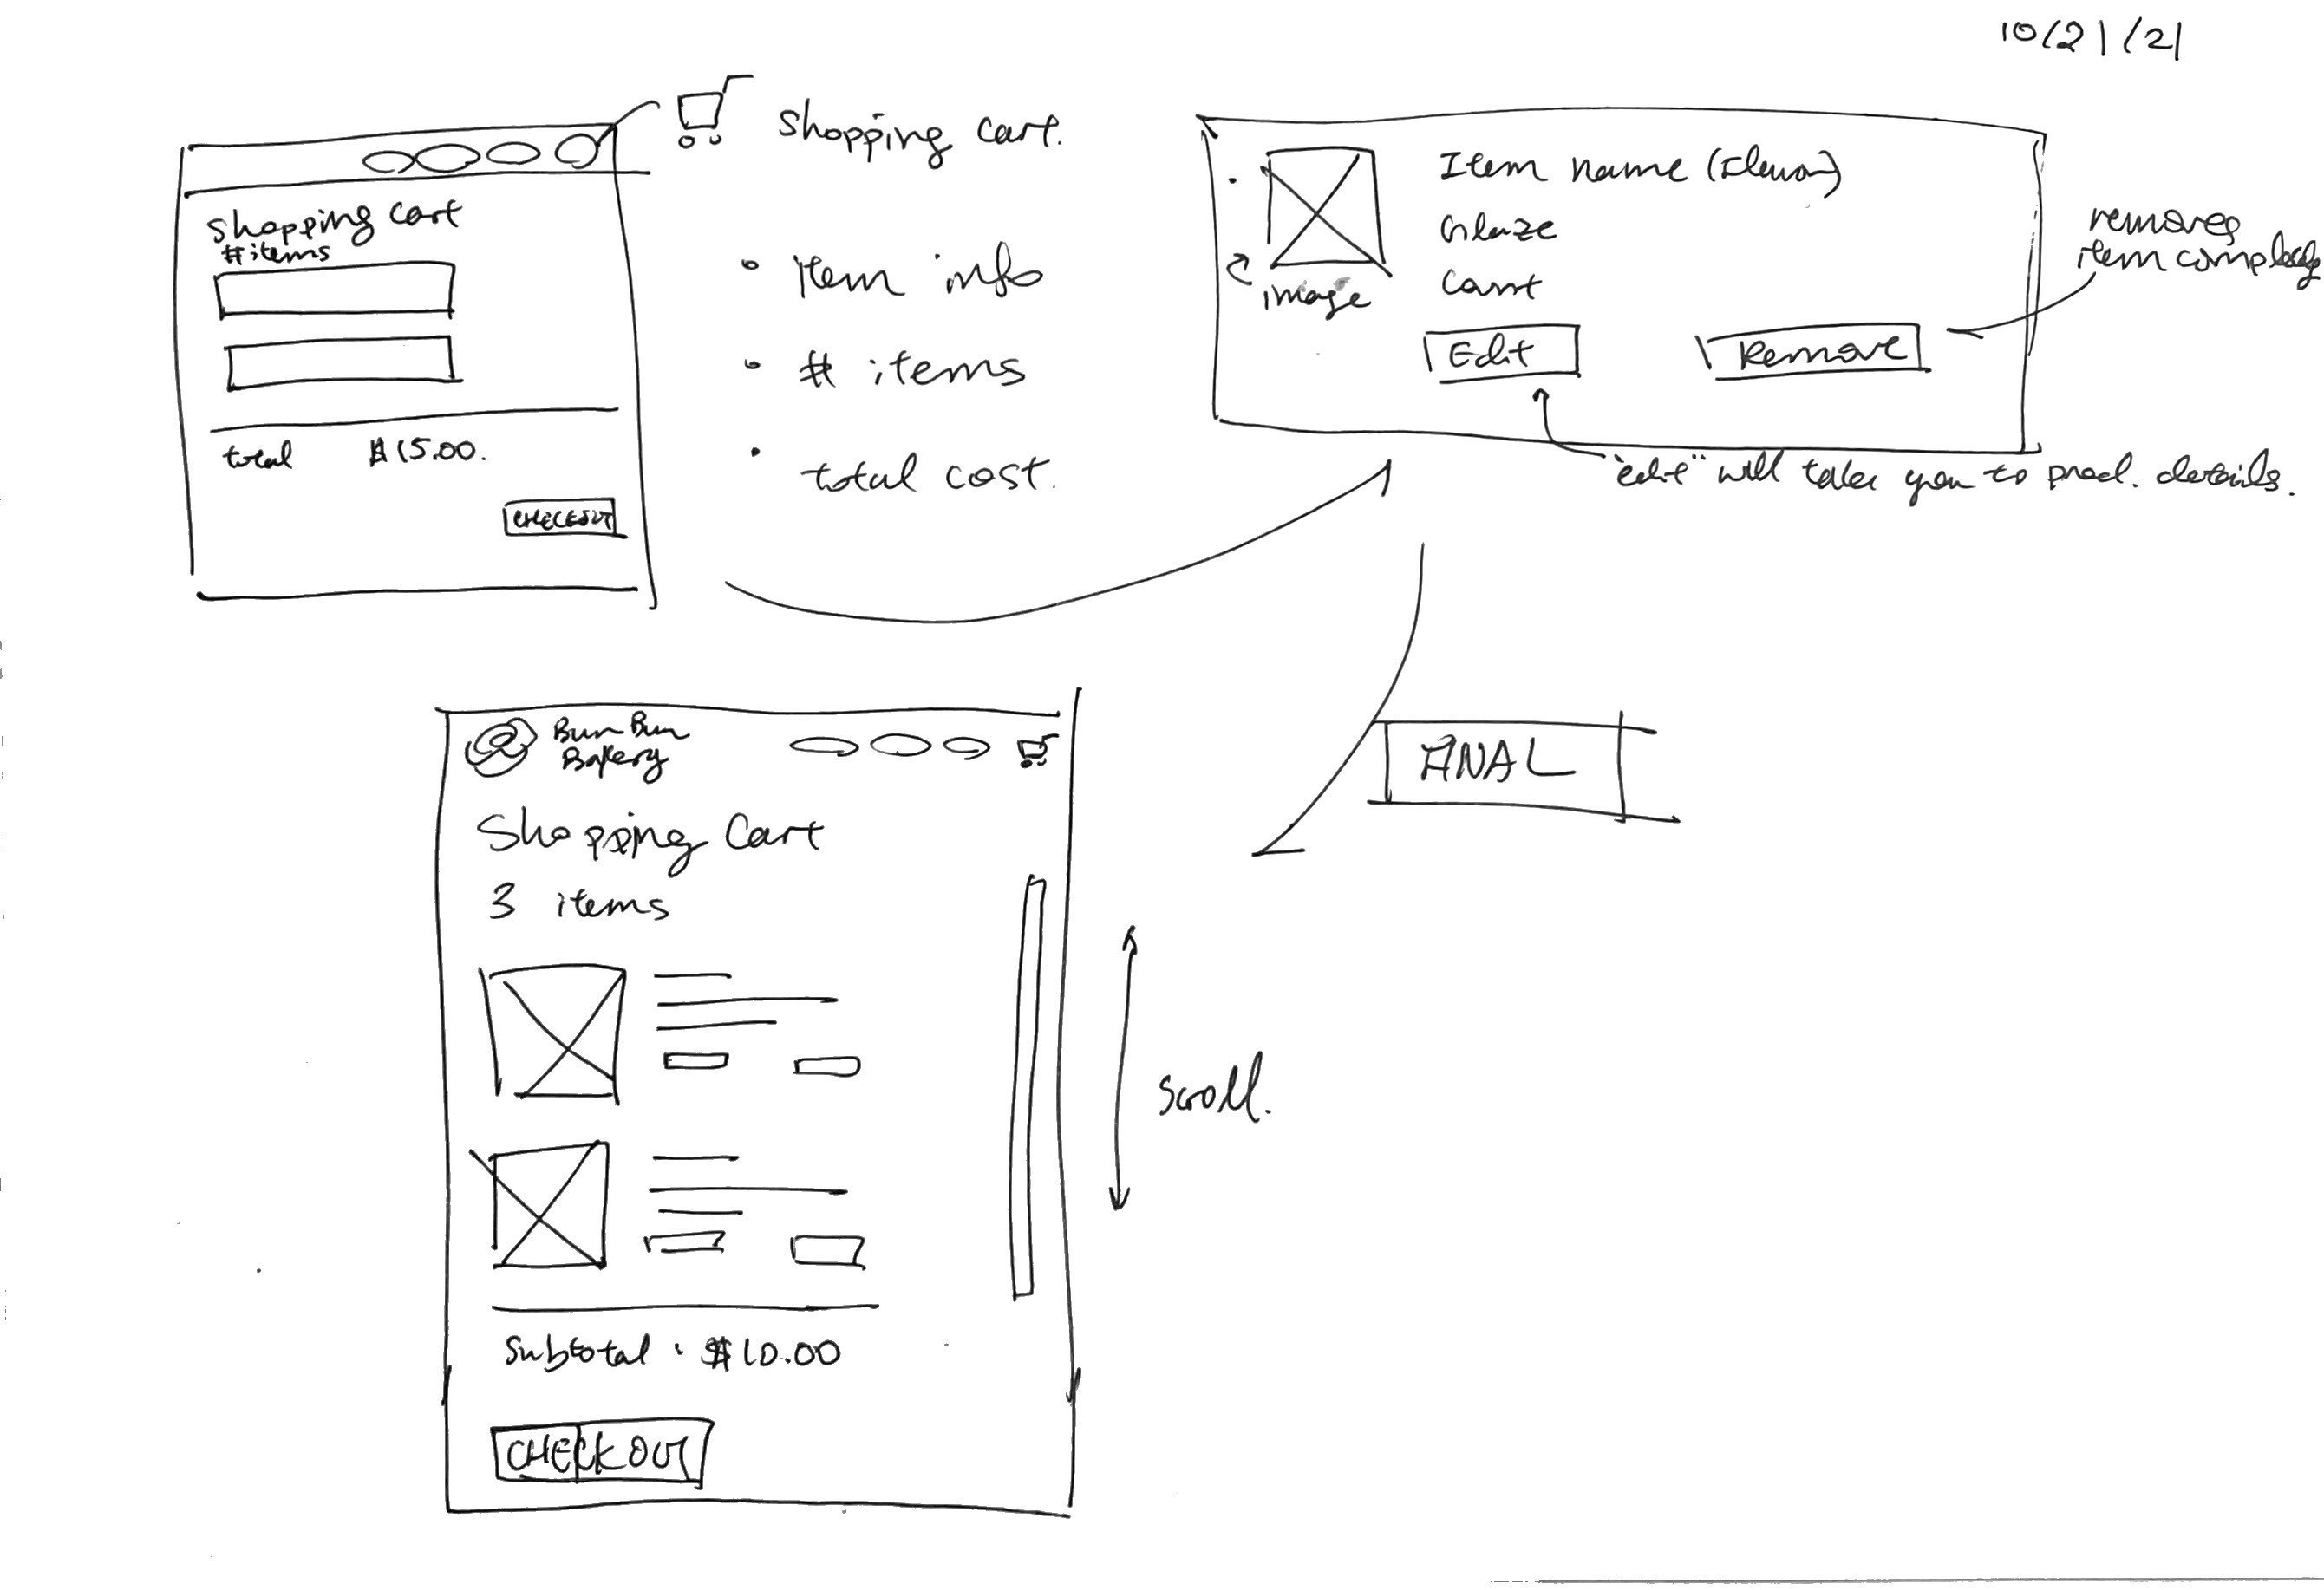 10/21/21
shopping cart.
shopping cart
#items
total $15.00.
CHECKOUT
• item info
• # items
• total cost.
Item name (Flavor)
Glaze
image
Edit
Remove
removes
item completely
"edit" will take you to prod. details.
FINAL
Bun Bun
Bakery
Shopping Cart
3 items
scroll.
Subtotal : $10.00
CHECKOUT